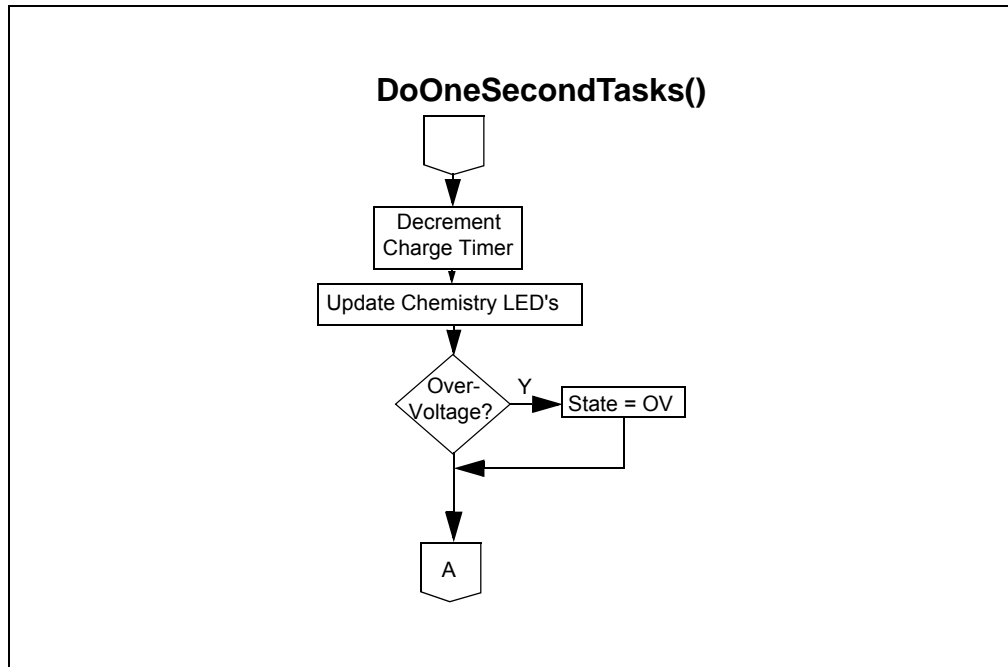 DoOneSecondTasks()
Decrement
Charge Timer
Update Chemistry LED's
Over-
Voltage?
Y
State = OV
A